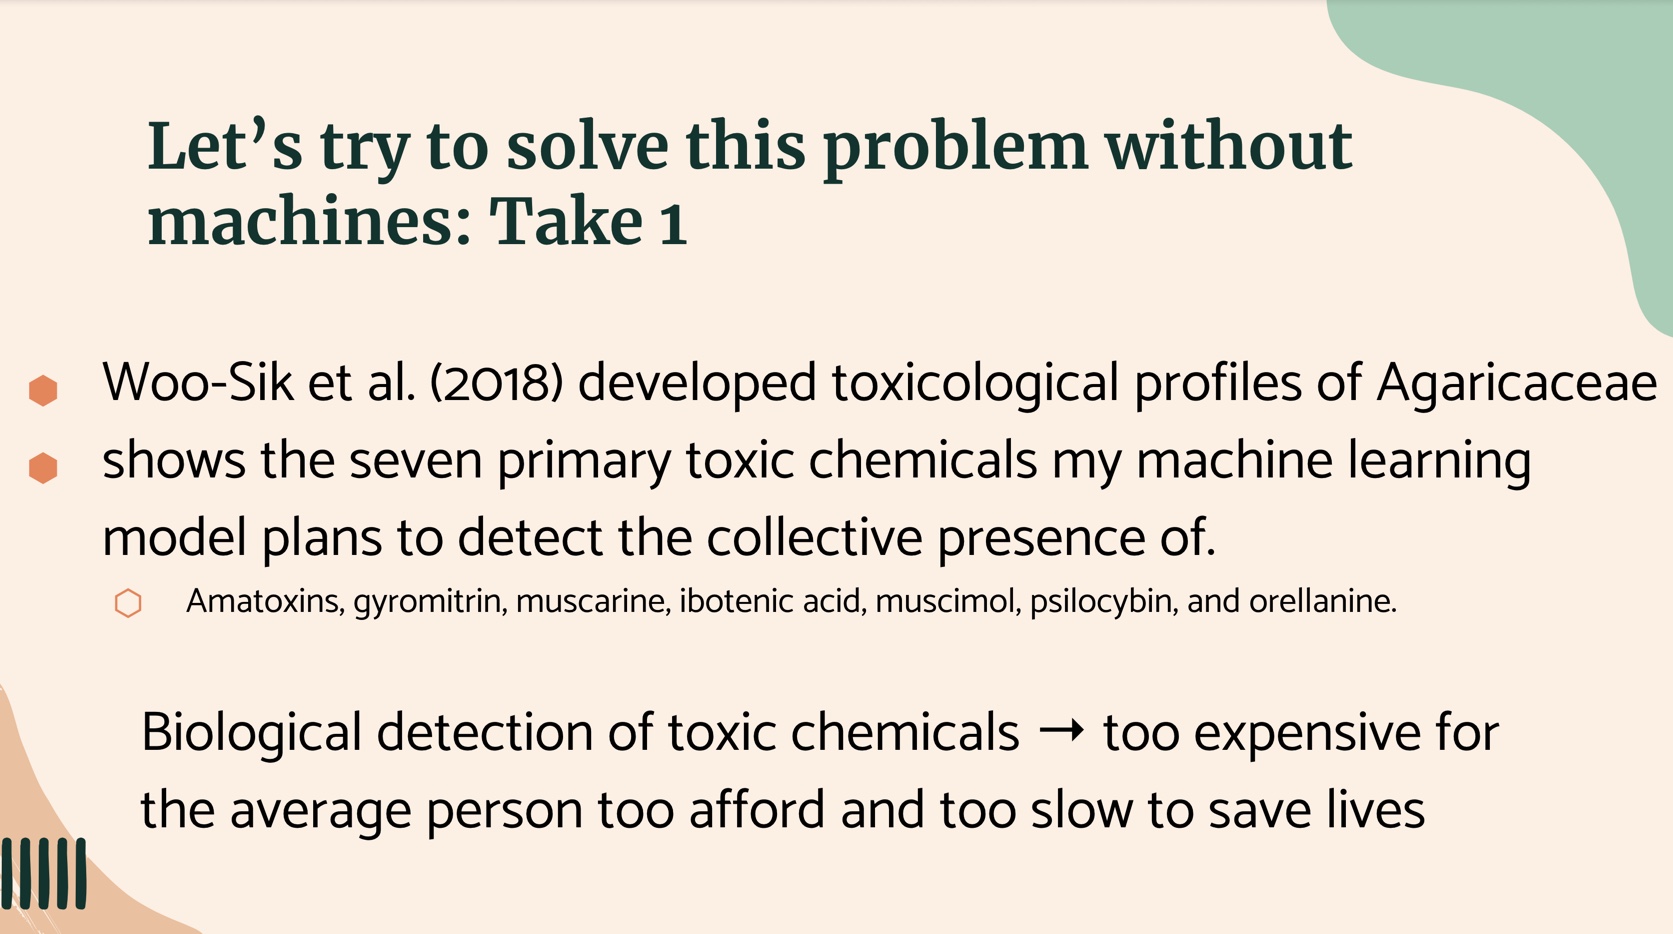 Let’s try to solve this problem without
machines: Take 1
Woo-Sik et al. (2018) developed toxicological profiles of Agaricaceae
shows the seven primary toxic chemicals my machine learning
model plans to detect the collective presence of.
Amatoxins, gyromitrin, muscarine, ibotenic acid, muscimol, psilocybin, and orellanine.
Biological detection of toxic chemicals → too expensive for
the average person too afford and too slow to save lives